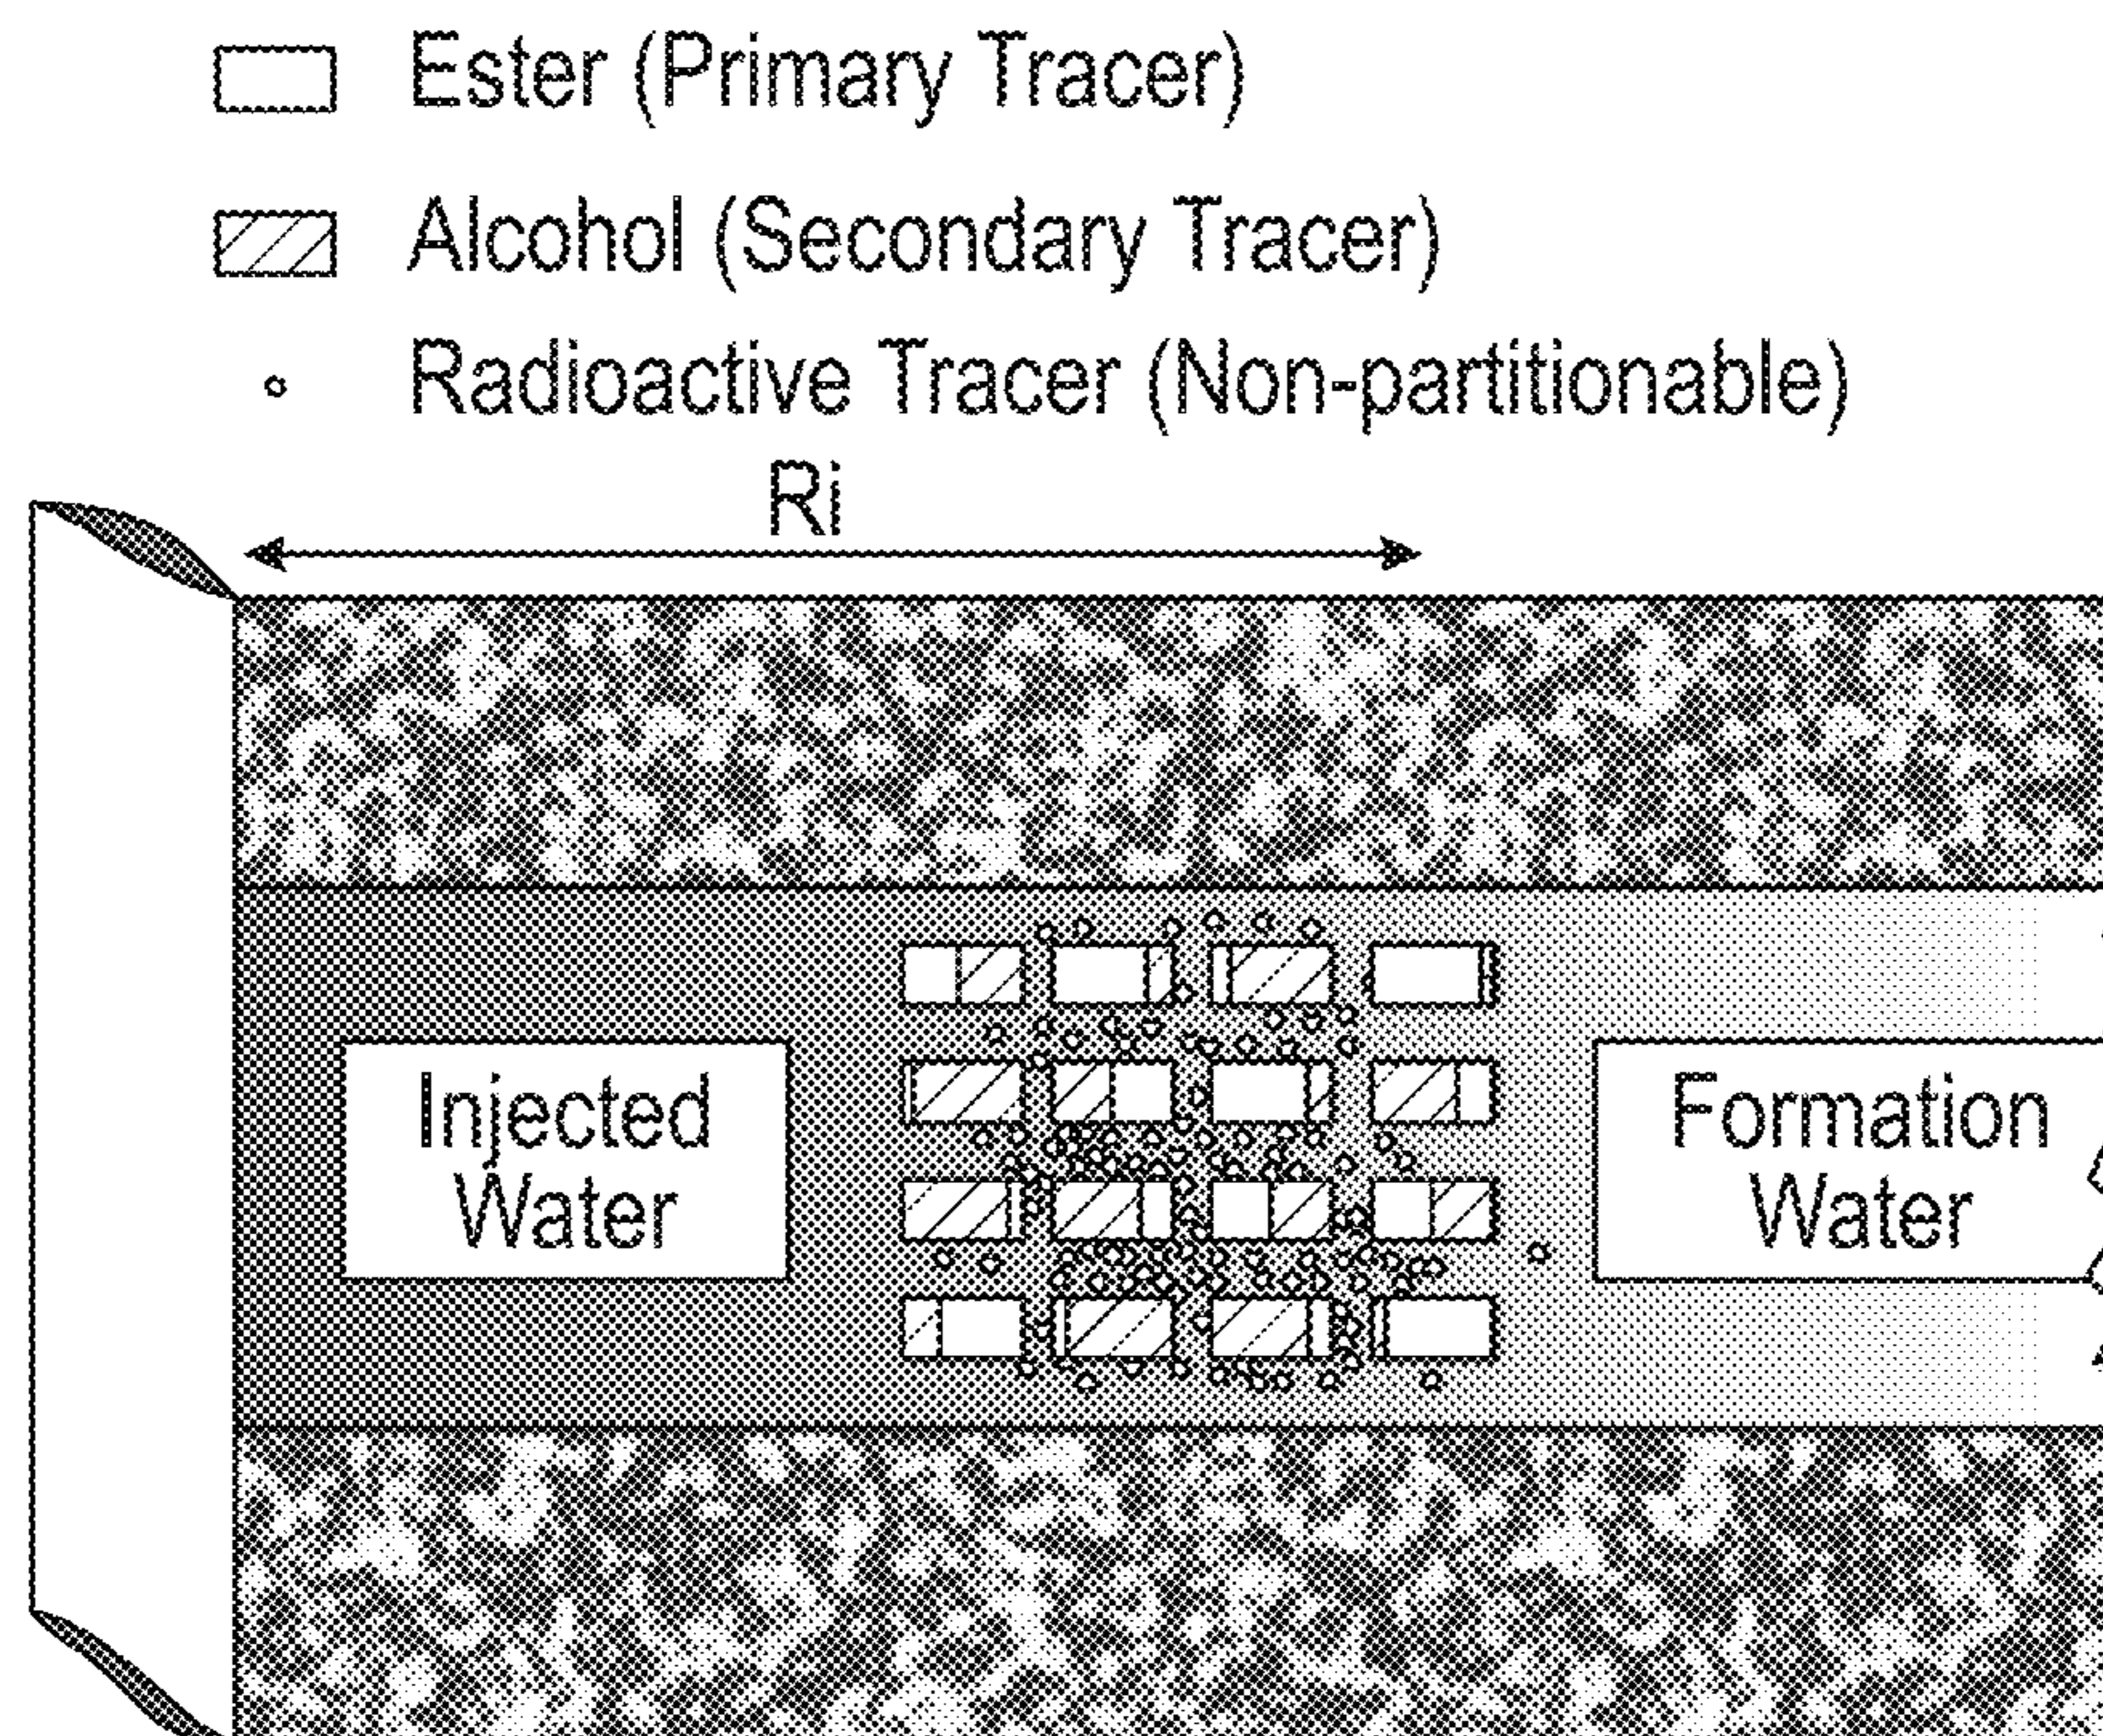 Ester (Primary Tracer)
Alcohol (Secondary Tracer)
Radioactive Tracer (Non-partitionable)
Ri
Injected
Water
Formation
Water